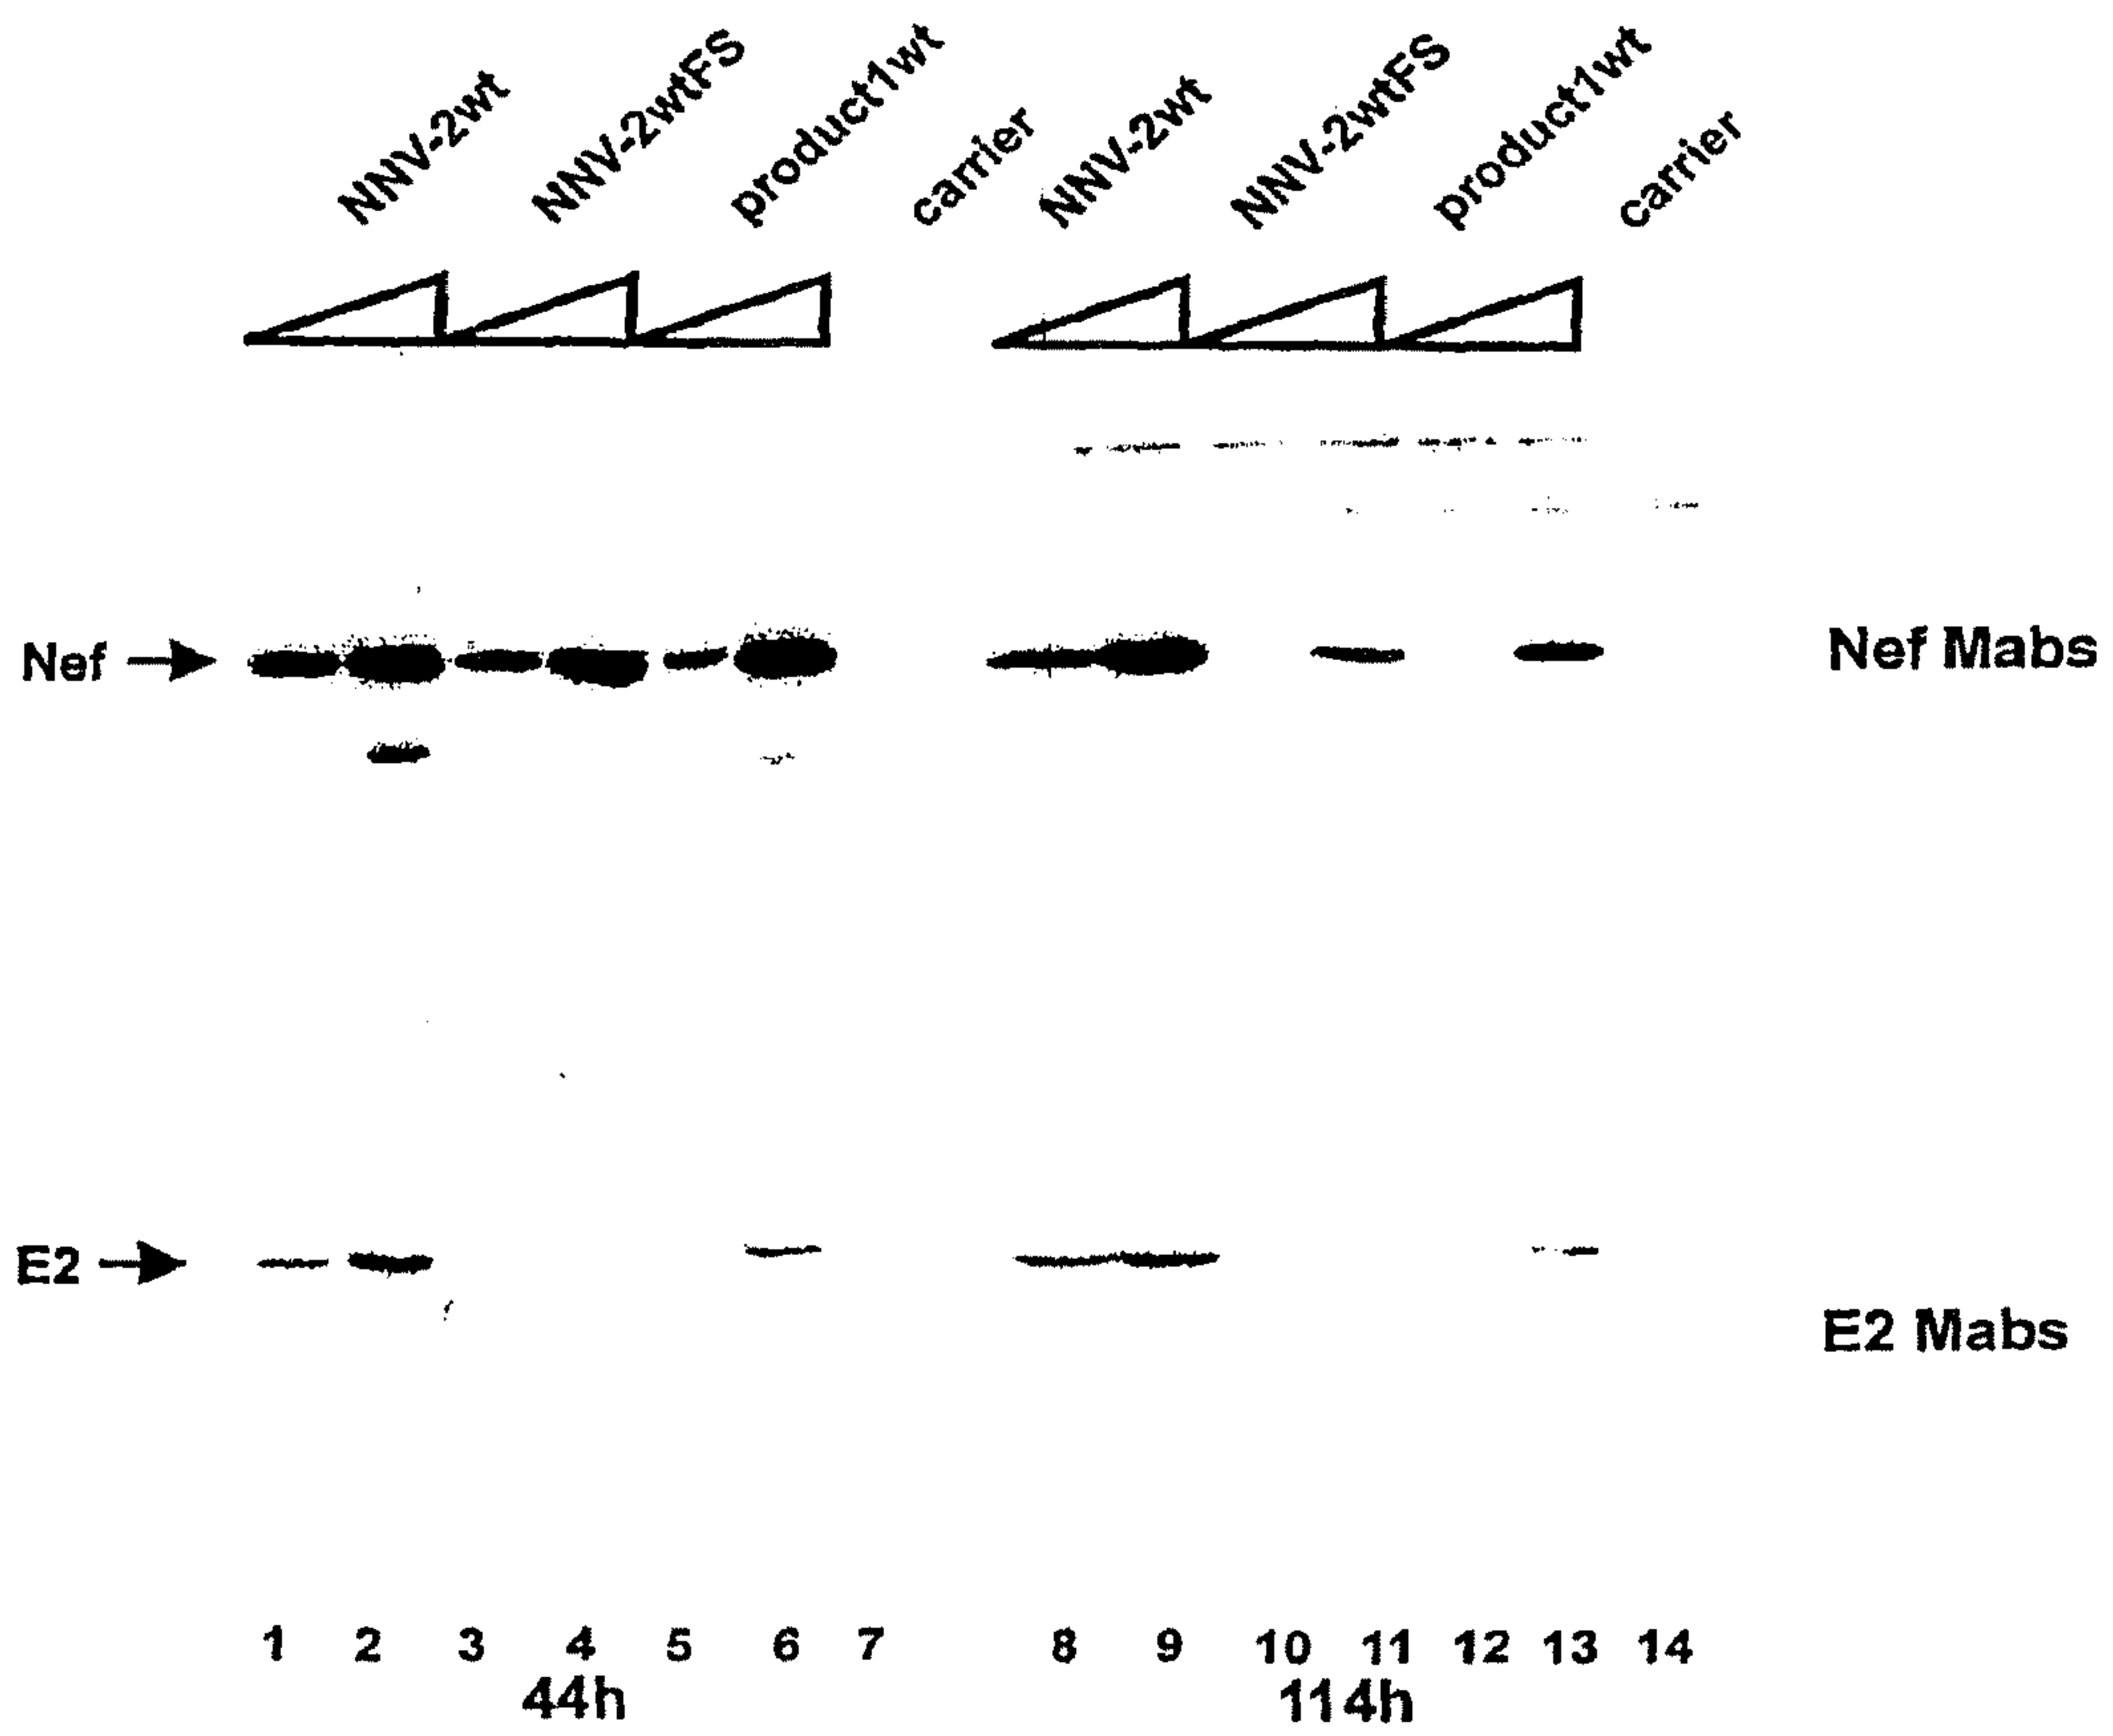 NNV-2wt NNV-2wtFS product1wt carrier NNV-2wt NNV-2wtFS product1wt carrier
Nef Nef Mabs
E2
E2 Mabs
1 2 3 4 5 6 7 8 9 10 11 12 13 14
44h 114h